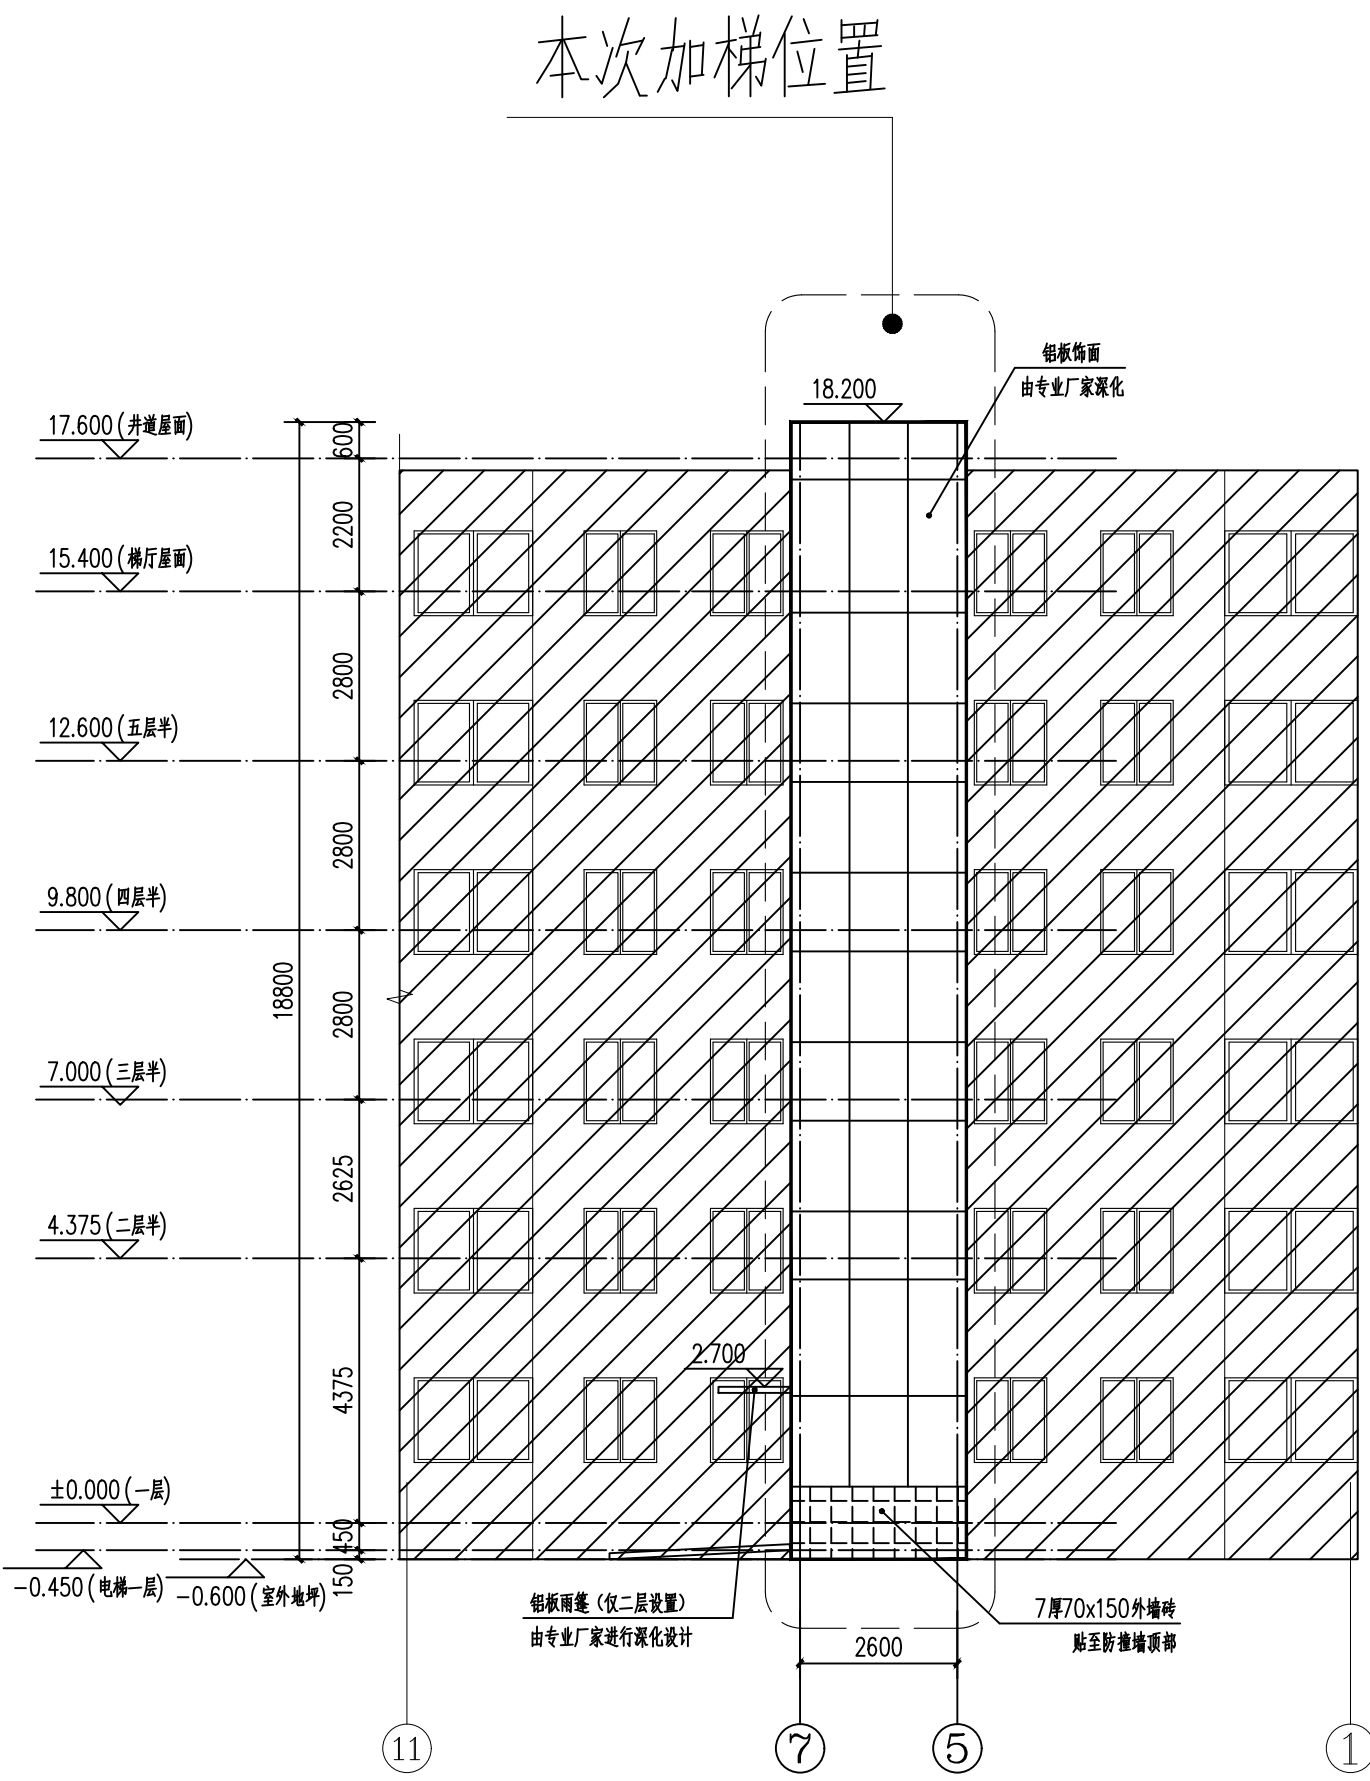 本次加梯位置
铝板饰面
由专业厂家深化
18.200
17.600(井道屋面)
600
2200
15.400(梯厅屋面)
2800
12.600(五层半)
2800
9.800(四层半)
18800
2800
7.000(三层半)
2625
4.375(二层半)
2.700
4375
±0.000(一层)
450
-0.450(电梯一层)
-0.600(室外地坪)
150
铝板雨篷(仅二层设置)
由专业厂家进行深化设计
7厚70x150外墙砖
贴至防撞墙顶部
2600
11
7
5
1